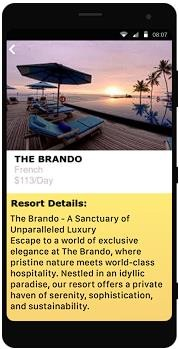 08:07
THE BRANDO
French
$113/Day
Resort Details:
The Brando - A Sanctuary of
Unparalleled Luxury
Escape to a world of exclusive
elegance at The Brando, where
pristine nature meets world-class
hospitality. Nestled in an idyllic
paradise, our resort offers a private
haven of serenity, sophistication,
and sustainability.